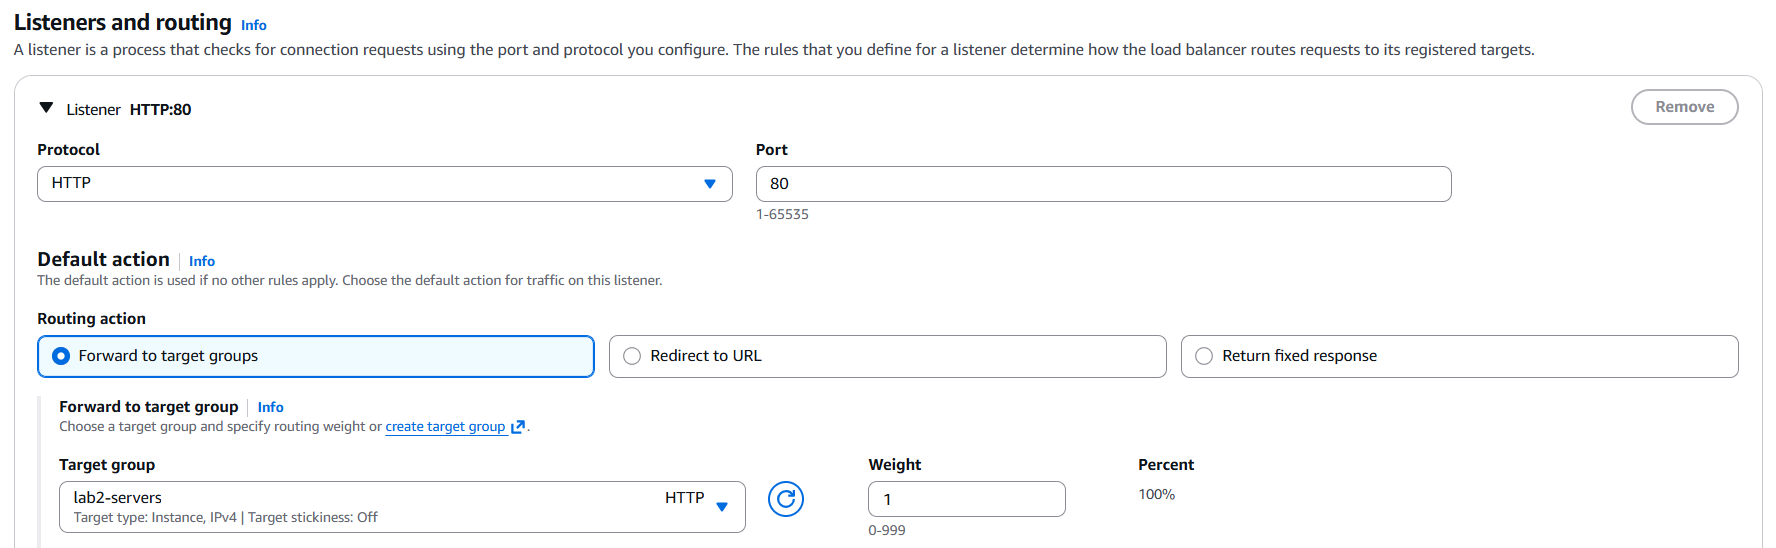 Listeners and routing Info
A listener is a process that checks for connection requests using the port and protocol you configure. The rules that you define for a listener determine how the load balancer routes requests to its registered targets.
Listener HTTP:80
Remove
Protocol
Port
HTTP
80
1-65535
Default action Info
The default action is used if no other rules apply. Choose the default action for traffic on this listener.
Routing action
Forward to target groups
Redirect to URL
Return fixed response
Forward to target group Info
Choose a target group and specify routing weight or create target group .
Target group
Weight
Percent
lab2-servers HTTP
Target type: Instance, IPv4 | Target stickiness: Off
1
100%
0-999